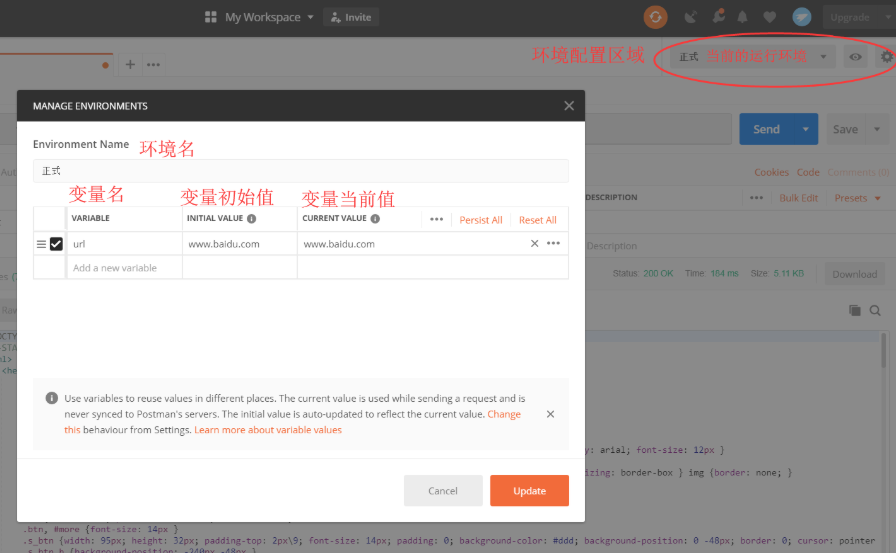 My Workspace
Invite
Upgrade
环境配置区域
正式 当前的运行环境
MANAGE ENVIRONMENTS
Send
Save
Environment Name 环境名
正式
Cookies Code Comments (0)
变量名 变量初始值 变量当前值
DESCRIPTION
Bulk Edit Presets
VARIABLE INITIAL VALUE CURRENT VALUE
Persist All Reset All
url www.baidu.com www.baidu.com
Description
Add a new variable
Status: 200 OK Time: 164 ms Size: 5.11 KB
Download
Use variables to reuse values in different places. The current value is used while sending a request and is
never synced to Postman's servers. The initial value is auto-updated to reflect the current value. Change
this behaviour from Settings. Learn more about variable values
y: arial; font-size: 12px }
izing: border-box } img {border: none; }
Cancel
Update
.btn, #more {font-size: 14px }
.s_btn {width: 95px; height: 32px; padding-top: 2px\9; font-size: 14px; padding: 0; background-color: #ddd; background-position: 0 -48px; border: 0; cursor: pointer
.s_btn_h {background-position: -240px -48px }